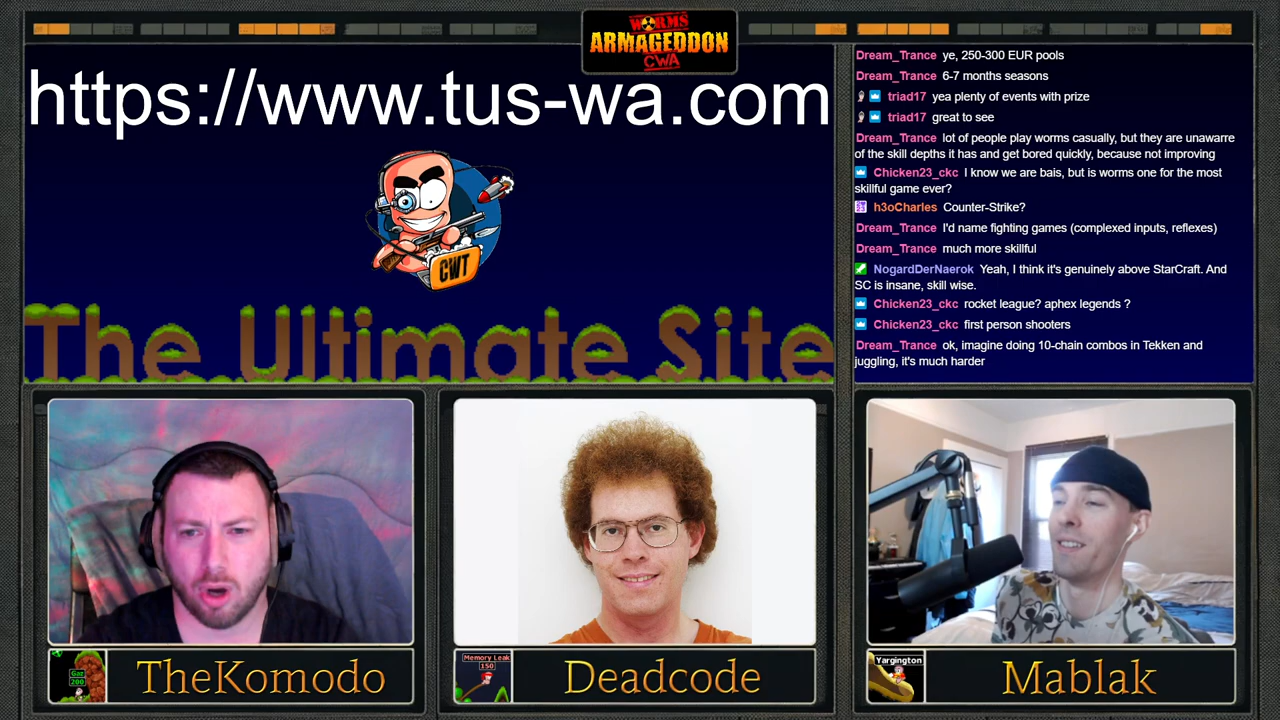 WORMS
ARMAGEDDON
CWA
https://www.tus-wa.com
CWT
The Ultimate Site
Dream_Trance ye, 250-300 EUR pools
Dream_Trance 6-7 months seasons
triad17 yea plenty of events with prize
triad17 great to see
Dream_Trance lot of people play worms casually, but they are unawarre
of the skill depths it has and get bored quickly, because not improving
Chicken23_ckc I know we are bais, but is worms one for the most
skillful game ever?
h3oCharles Counter-Strike?
Dream_Trance I'd name fighting games (complexed inputs, reflexes)
Dream_Trance much more skillful
NogardDerNaerok Yeah, I think it's genuinely above StarCraft. And
SC is insane, skill wise.
Chicken23_ckc rocket league? aphex legends ?
Chicken23_ckc first person shooters
Dream_Trance ok, imagine doing 10-chain combos in Tekken and
juggling, it's much harder
Gaz
200
TheKomodo
Memory Leak
150
Deadcode
Yargington
Mablak